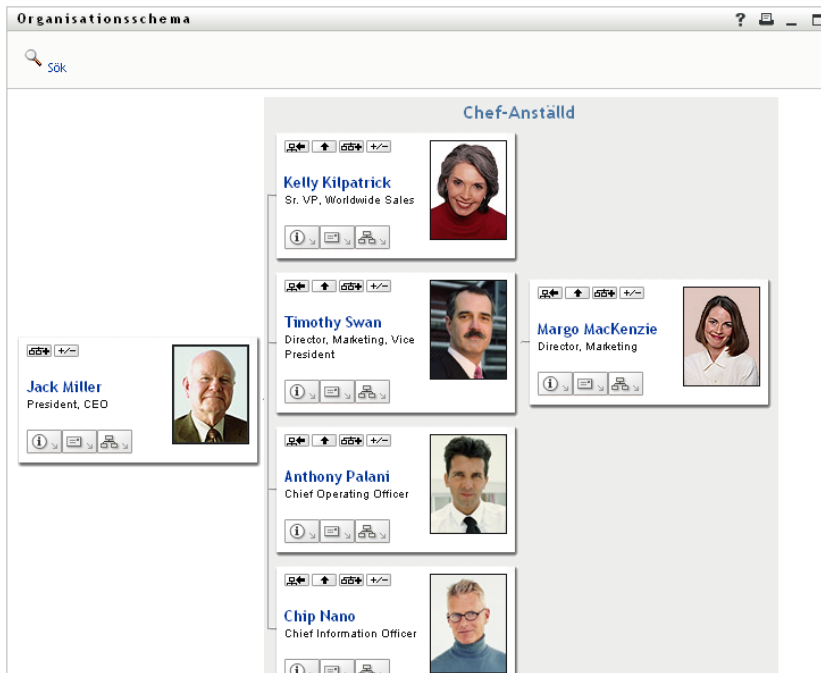 Organisationsschema
?
Sök
Chef-Anställd
+/-
Kelly Kilpatrick
Sr. VP, Worldwide Sales
+/-
Timothy Swan
Director, Marketing, Vice
President
+/-
Margo MacKenzie
Director, Marketing
+/-
Jack Miller
President, CEO
+/-
Anthony Palani
Chief Operating Officer
+/-
Chip Nano
Chief Information Officer